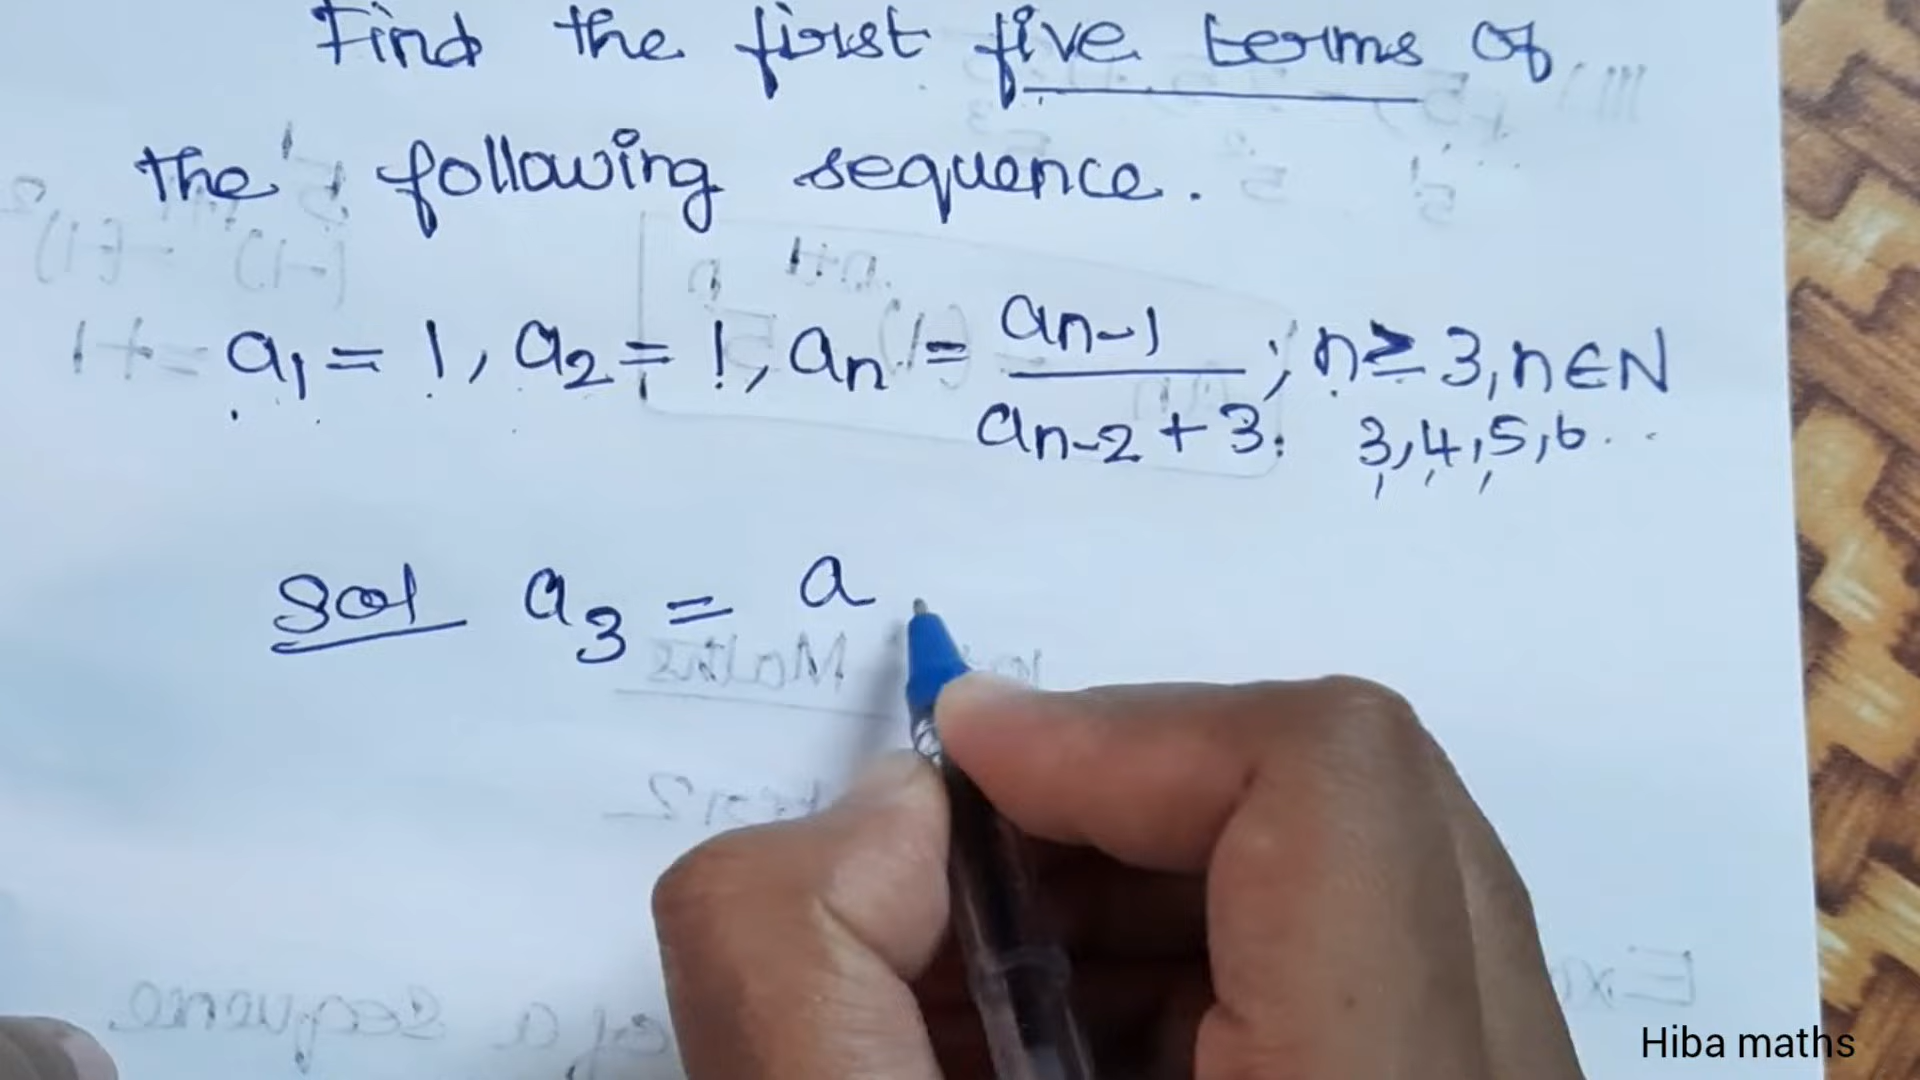 Find the first five terms of
the following sequence.
a₁ = 1, a₂ = 1, aₙ = aₙ₋₁ / aₙ₋₂ + 3 ; n ≥ 3, n ∈ N
3, 4, 5, 6 ...
Sol a₃ = a
Hiba maths